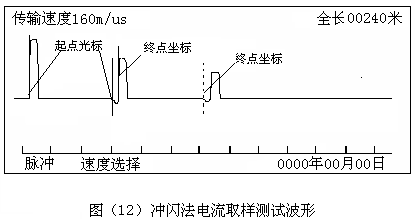 传输速度160m/us 全长00240米
起点光标
终点坐标
终点坐标
脉冲 速度选择 0000年00月00日
图（12）冲闪法电流取样测试波形